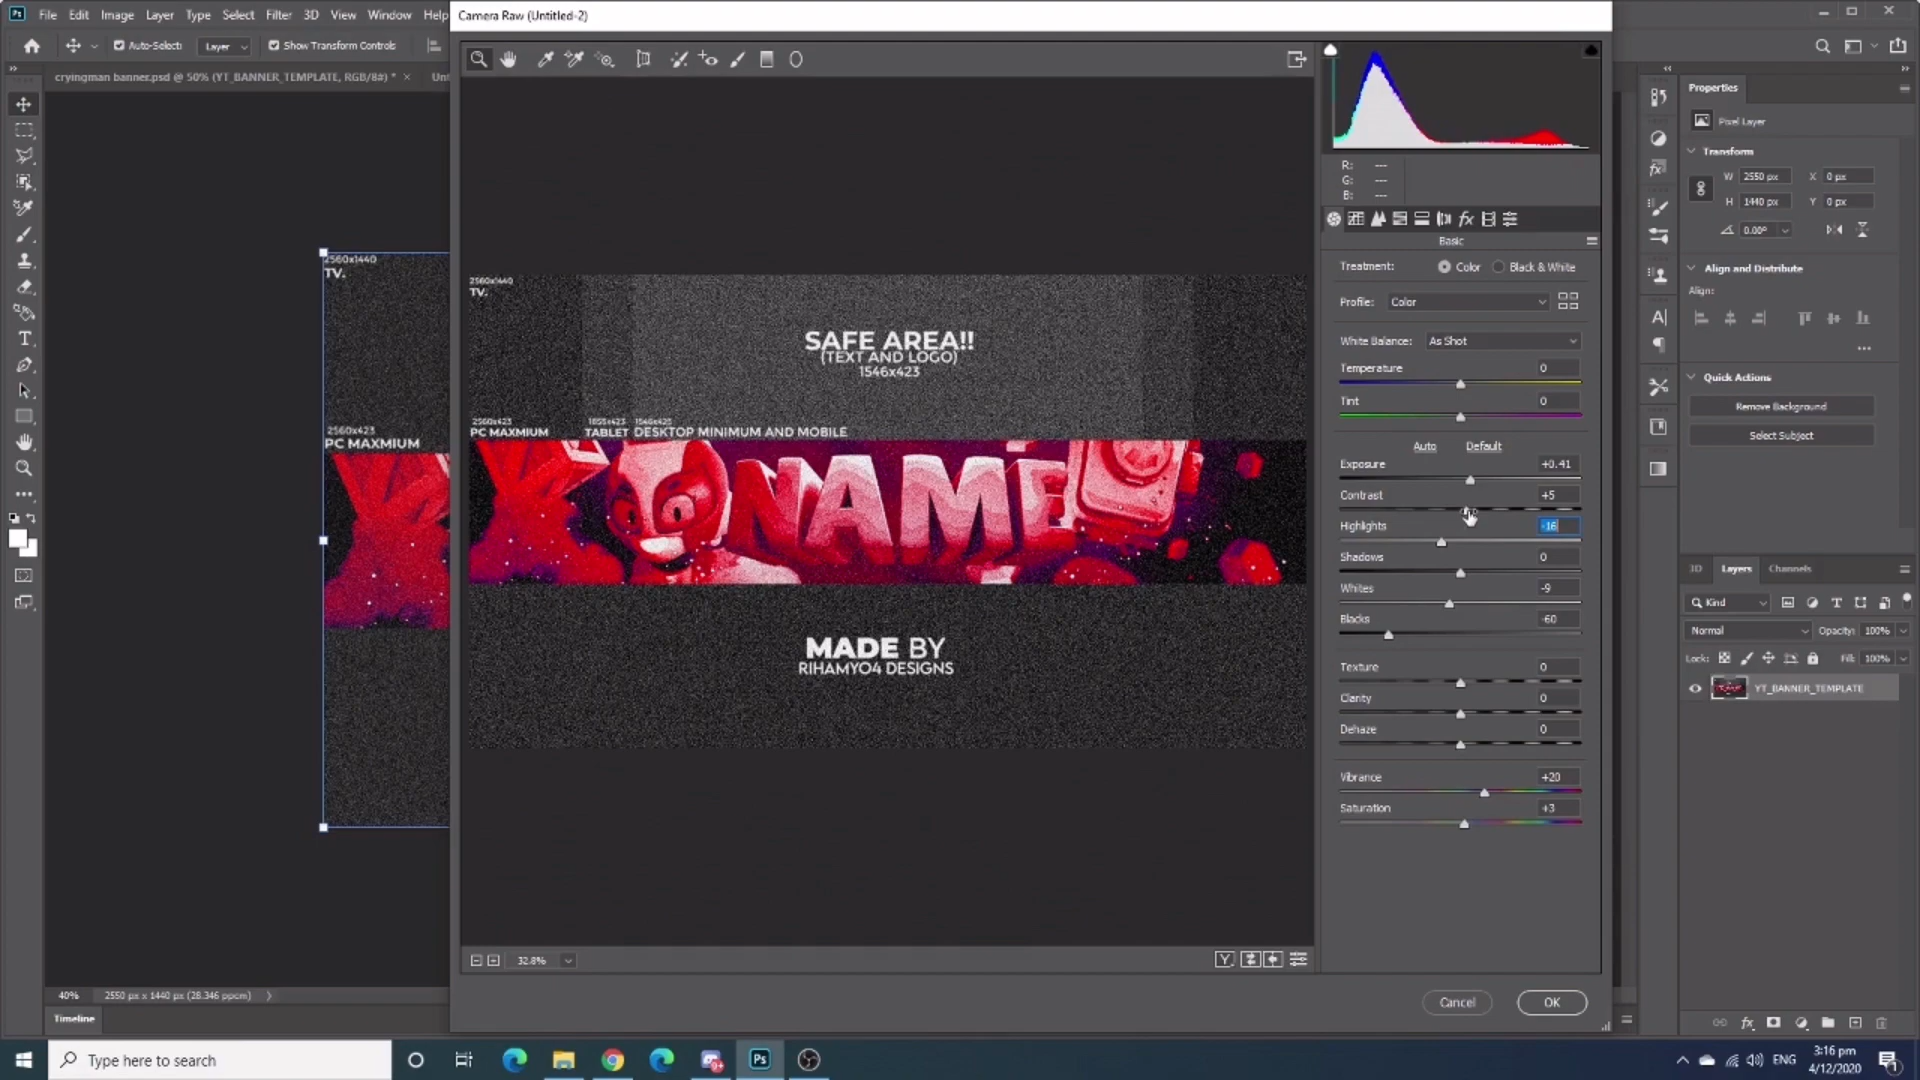 File Edit Image Layer Type Select Filter 3D View Window Help
Camera Raw (Untitled-2)
Auto-Select:
Layer
Show Transform Controls
cryingman banner.psd @ 50% (YT_BANNER_TEMPLATE, RGB/8#) *
2560x1440
TV.
2560x423
PC MAXMIUM
2560x1440
TV.
SAFE AREA!!
(TEXT AND LOGO)
1546x423
2560x423
PC MAXMIUM
1855x423
TABLET
1546x423
DESKTOP MINIMUM AND MOBILE
NAME
MADE BY
RIHAMYO4 DESIGNS
32.8%
R: ---
G: ---
B: ---
Basic
Treatment: Color Black & White
Profile: Color
White Balance: As Shot
Temperature 0
Tint 0
Auto Default
Exposure +0.41
Contrast +5
Highlights -16
Shadows 0
Whites -9
Blacks -60
Texture 0
Clarity 0
Dehaze 0
Vibrance +20
Saturation +3
Cancel OK
Properties
Pixel Layer
Transform
W 2550 px X 0 px
H 1440 px Y 0 px
0.00°
Align and Distribute
Align:
Quick Actions
Remove Background
Select Subject
3D Layers Channels
Kind
Normal Opacity: 100%
Lock: Fill: 100%
YT_BANNER_TEMPLATE
40% 2550 px x 1440 px (28.346 ppcm)
Timeline
Type here to search
Ps
ENG
3:16 pm
4/12/2020